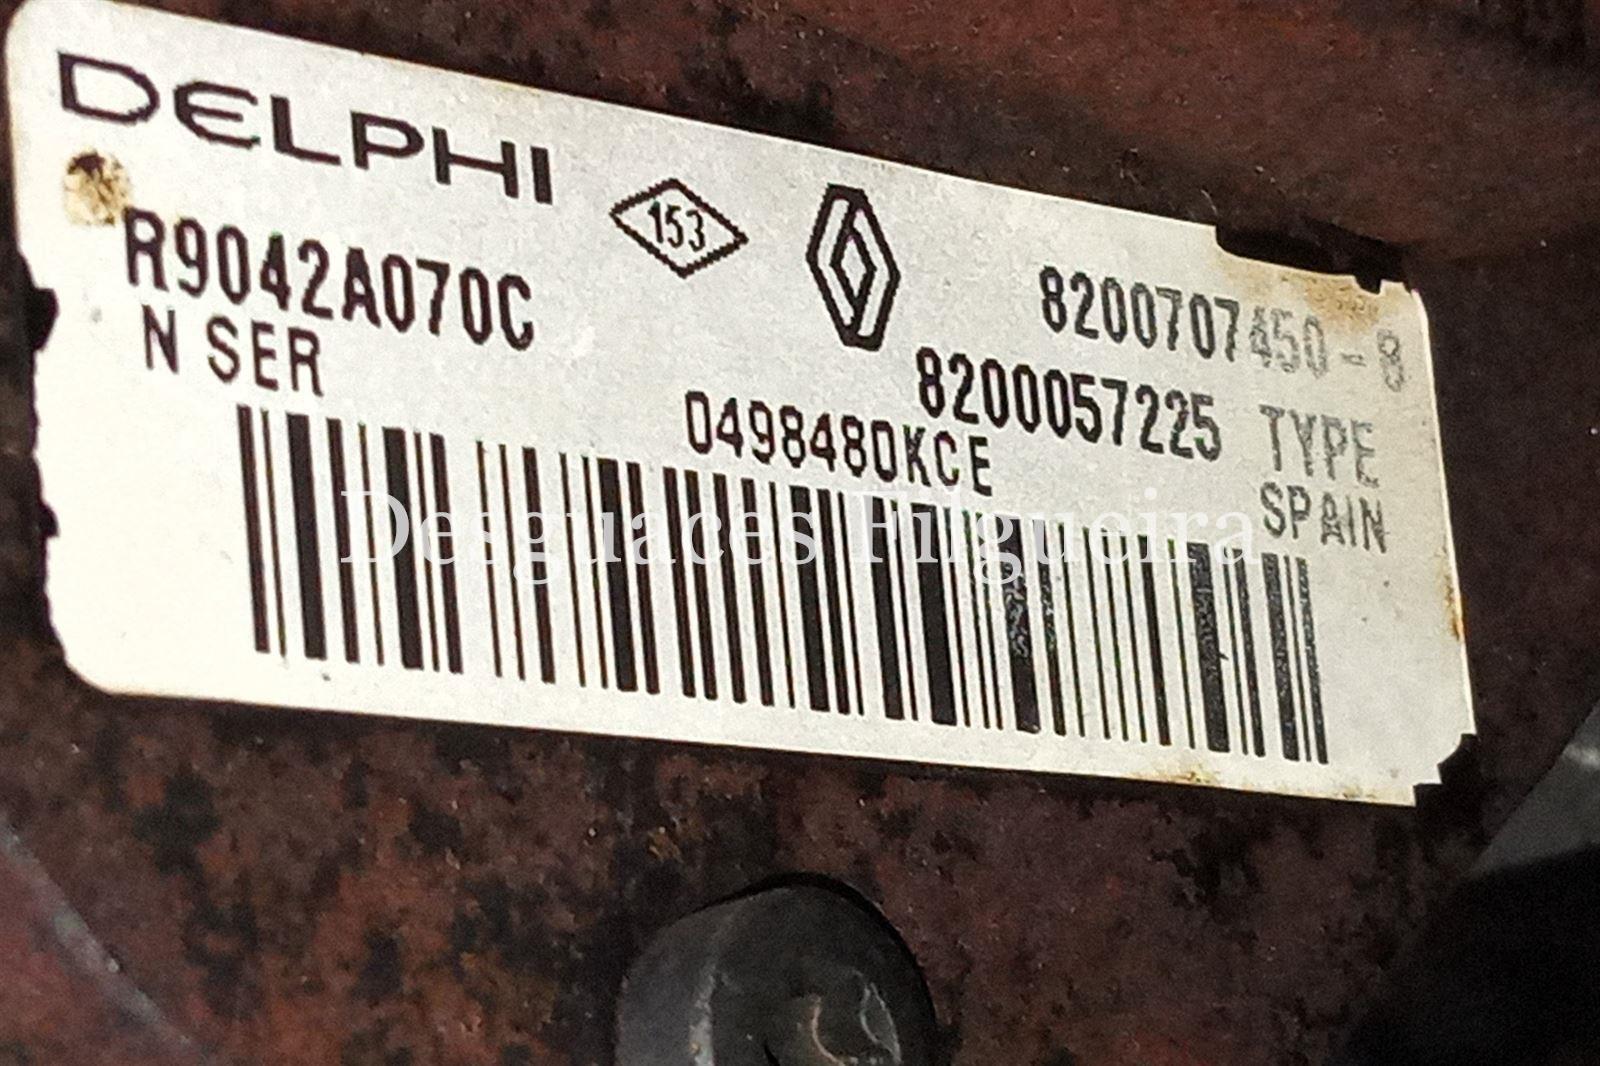 DELPHI
153
R9042A070C
8200707450-8
N SER
8200057225 TYPE
0498480KCE
SPAIN
Desguaces Filgueira